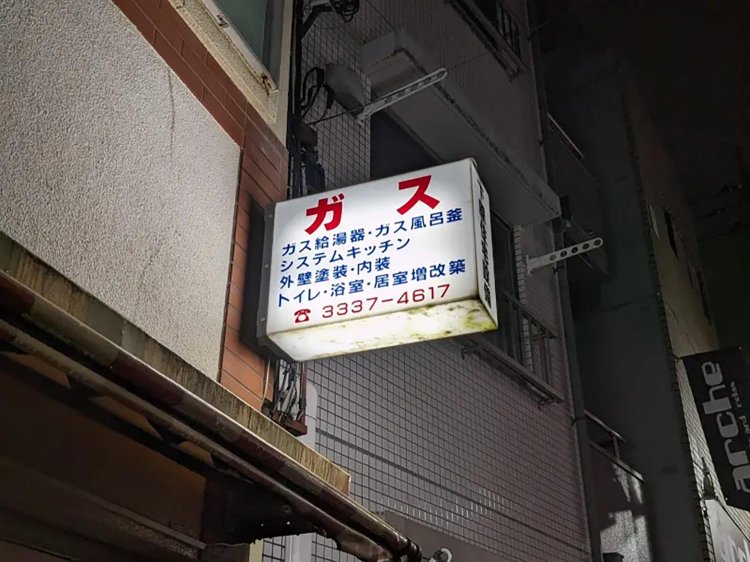 ガス
ガス給湯器・ガス風呂釜
システムキッチン
外壁塗装・内装
トイレ・浴室・居室増改築
☎ 3337-4617
arche